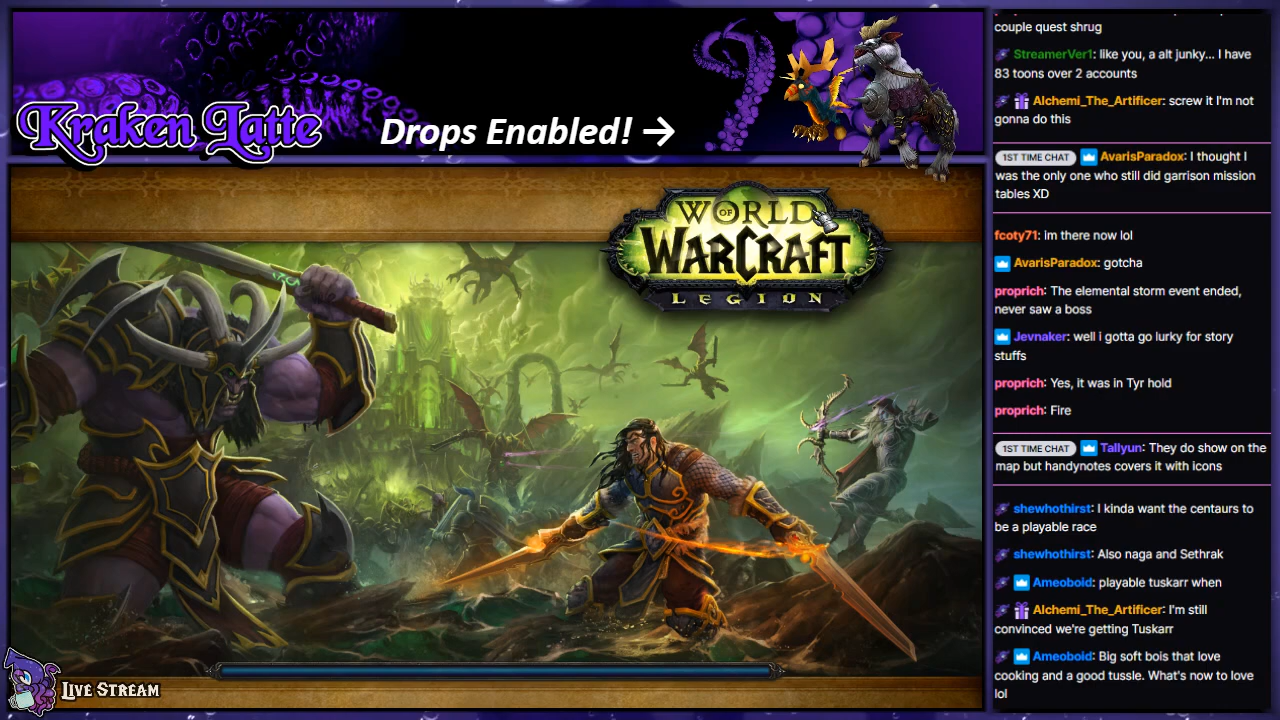 Kraken Latte
Drops Enabled! →
WORLD
OF
WARCRAFT
LEGION
LIVE STREAM
couple quest shrug
StreamerVer1: like you, a alt junky... I have
83 toons over 2 accounts
Alchemi_The_Artificer: screw it I'm not
gonna do this
1ST TIME CHAT AvarisParadox: I thought I
was the only one who still did garrison mission
tables XD
fcoty71: im there now lol
AvarisParadox: gotcha
proprich: The elemental storm event ended,
never saw a boss
Jevnaker: well i gotta go lurky for story
stuffs
proprich: Yes, it was in Tyr hold
proprich: Fire
1ST TIME CHAT Tallyun: They do show on the
map but handynotes covers it with icons
shewhothirst: I kinda want the centaurs to
be a playable race
shewhothirst: Also naga and Sethrak
Ameoboid: playable tuskarr when
Alchemi_The_Artificer: I'm still
convinced we're getting Tuskarr
Ameoboid: Big soft bois that love
cooking and a good tussle. What's now to love
lol